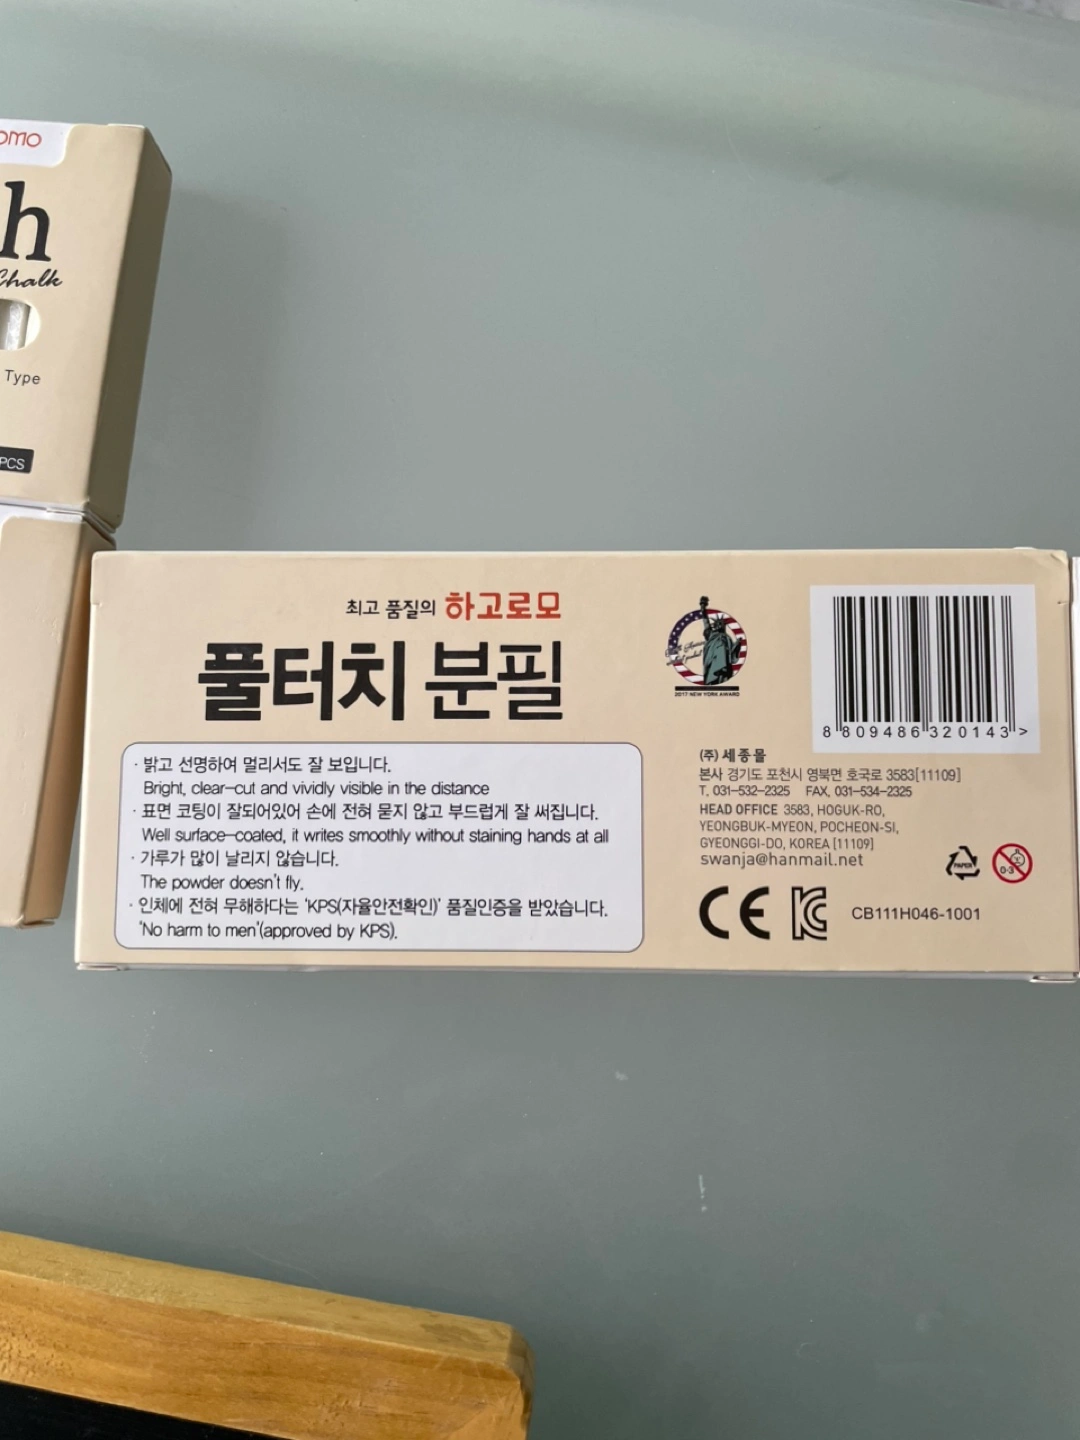 omo
h
Chalk
Type
PCS
최고 품질의 하고로모
풀터치 분필
· 밝고 선명하여 멀리서도 잘 보입니다.
Bright, clear-cut and vividly visible in the distance
· 표면 코팅이 잘되어있어 손에 전혀 묻지 않고 부드럽게 잘 써집니다.
Well surface-coated, it writes smoothly without staining hands at all
· 가루가 많이 날리지 않습니다.
The powder doesn't fly.
· 인체에 전혀 무해하다는 'KPS(자율안전확인)' 품질인증을 받았습니다.
'No harm to men'(approved by KPS).
2017 NEW YORK AWARD
8 809486 320143 >
(주) 세종몰
본사 경기도 포천시 영북면 호국로 3583[11109]
T. 031-532-2325 FAX. 031-534-2325
HEAD OFFICE 3583, HOGUK-RO,
YEONGBUK-MYEON, POCHEON-SI,
GYEONGGI-DO, KOREA [11109]
swanja@hanmail.net
PAPER
0-3
CE KC CB111H046-1001